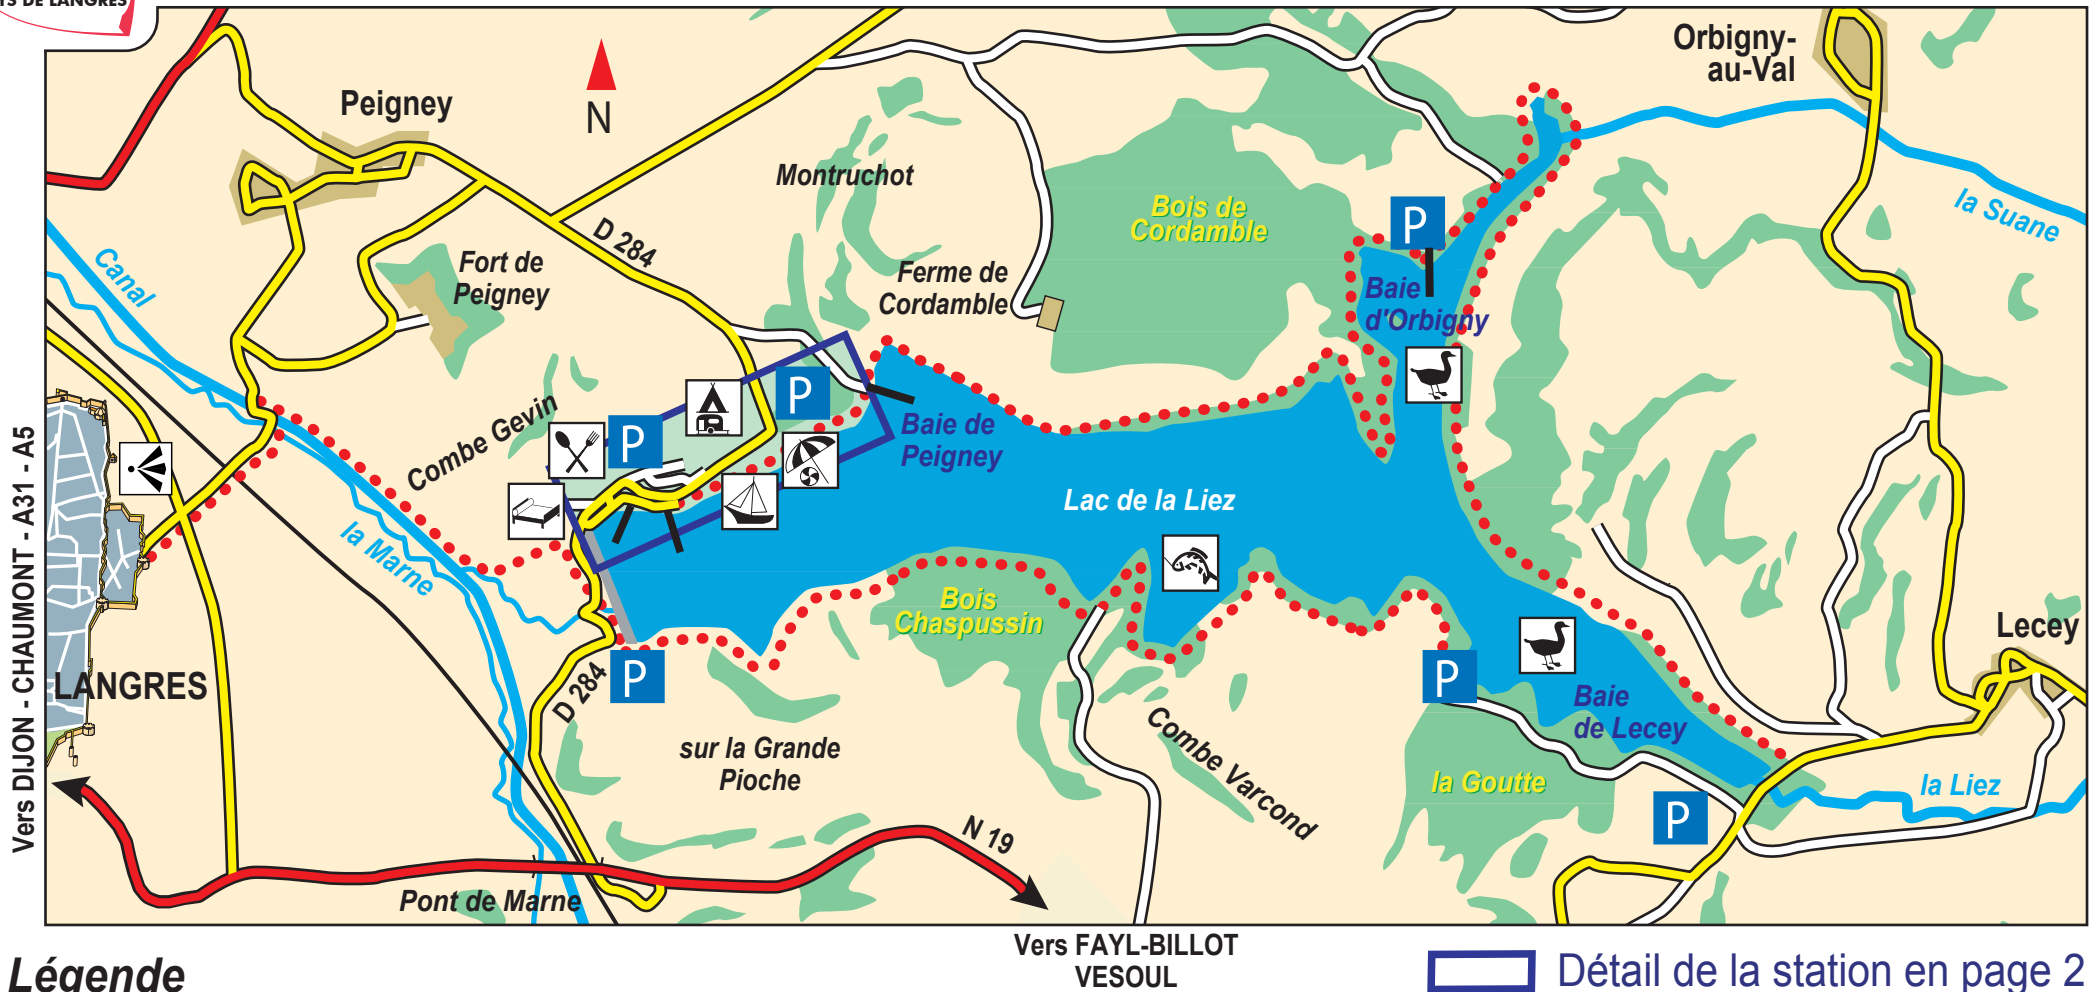 YS DE LANGRES
Orbigny-
au-Val
Peigney
N
Montruchot
Bois de
Cordamble
P
la Suane
D 284
Canal
Fort de
Peigney
Ferme de
Cordamble
Baie
d'Orbigny
P
Combe Gevin
P
Baie de
Peigney
Lac de la Liez
la Marne
Bois
Chaspussin
Lecey
LANGRES
P
D 284
P
Baie
de Lecey
sur la Grande
Pioche
Combe Varcond
la Goutte
la Liez
P
N 19
Pont de Marne
Vers DIJON - CHAUMONT - A31 - A5
Vers FAYL-BILLOT
VESOUL
Légende
Détail de la station en page 2